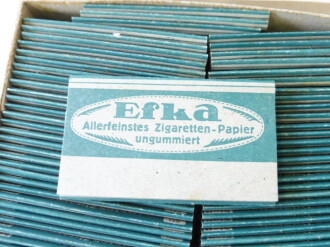 Efka
Allerfeinstes Zigaretten-Papier
ungummiert